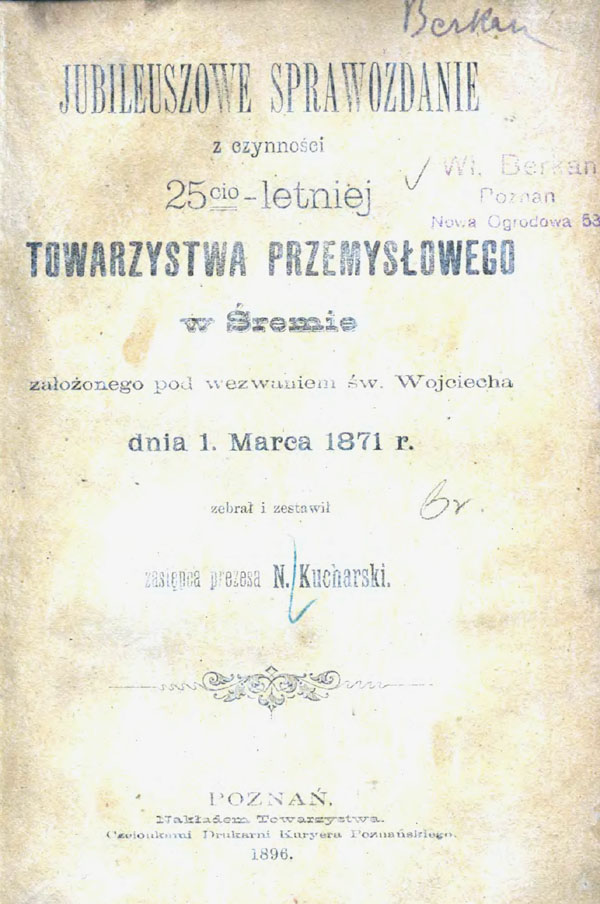 Berkan
JUBILEUSZOWE SPRAWOZDANIE
z czynności
25cio-letniej
Wł. Berkan
Poznań
Nowa Ogrodowa 53
TOWARZYSTWA PRZEMYSŁOWEGO
w Śremie
założonego pod wezwaniem św. Wojciecha
dnia 1. Marca 1871 r.
zebrał i zestawił
Br.
zastępca prezesa N. Kucharski.
POZNAŃ.
Nakładem Towarzystwa.
Czcionkami Drukarni Kuryera Poznańskiego.
1896.